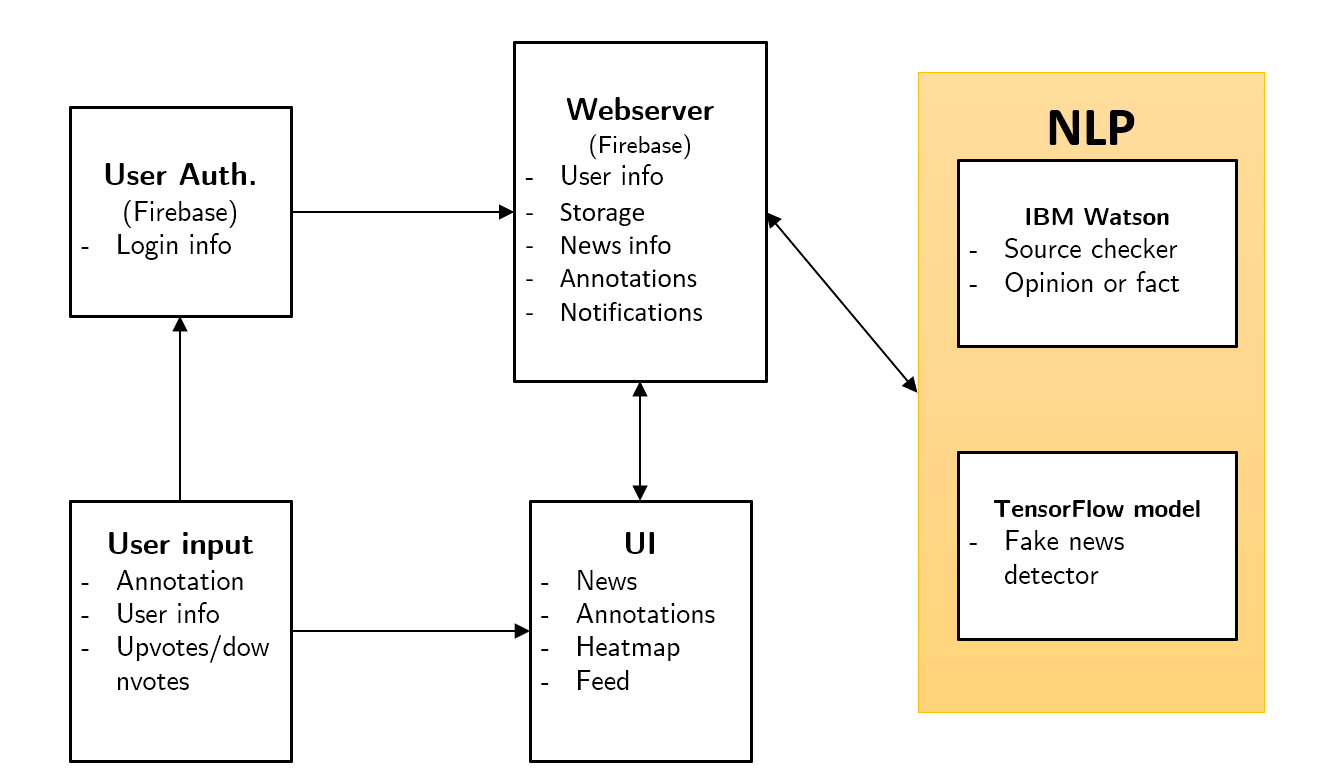 User Auth.
(Firebase)
- Login info
Webserver
(Firebase)
- User info
- Storage
- News info
- Annotations
- Notifications
NLP
IBM Watson
- Source checker
- Opinion or fact
TensorFlow model
- Fake news
detector
User input
- Annotation
- User info
- Upvotes/dow
nvotes
UI
- News
- Annotations
- Heatmap
- Feed